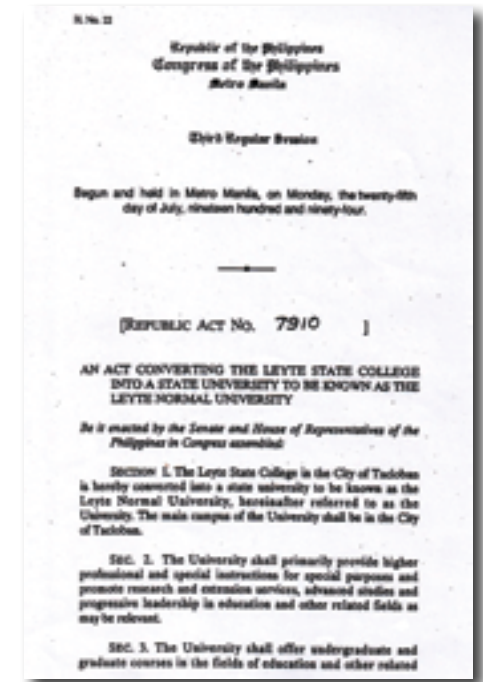 H. No. 22
Republic of the Philippines
Congress of the Philippines
Metro Manila
Third Regular Session
Begun and held in Metro Manila, on Monday, the twenty-fifth
day of July, nineteen hundred and ninety-four.
[REPUBLIC ACT NO. 7910 ]
AN ACT CONVERTING THE LEYTE STATE COLLEGE
INTO A STATE UNIVERSITY TO BE KNOWN AS THE
LEYTE NORMAL UNIVERSITY
Be it enacted by the Senate and House of Representatives of the
Philippines in Congress assembled:
SECTION 1. The Leyte State College in the City of Tacloban
is hereby converted into a state university to be known as the
Leyte Normal University, hereinafter referred to as the
University. The main campus of the University shall be in the City
of Tacloban.
SEC. 2. The University shall primarily provide higher
professional and special instructions for special purposes and
promote research and extension services, advanced studies and
progressive leadership in education and other related fields as
may be relevant.
SEC. 3. The University shall offer undergraduate and
graduate courses in the fields of education and other related